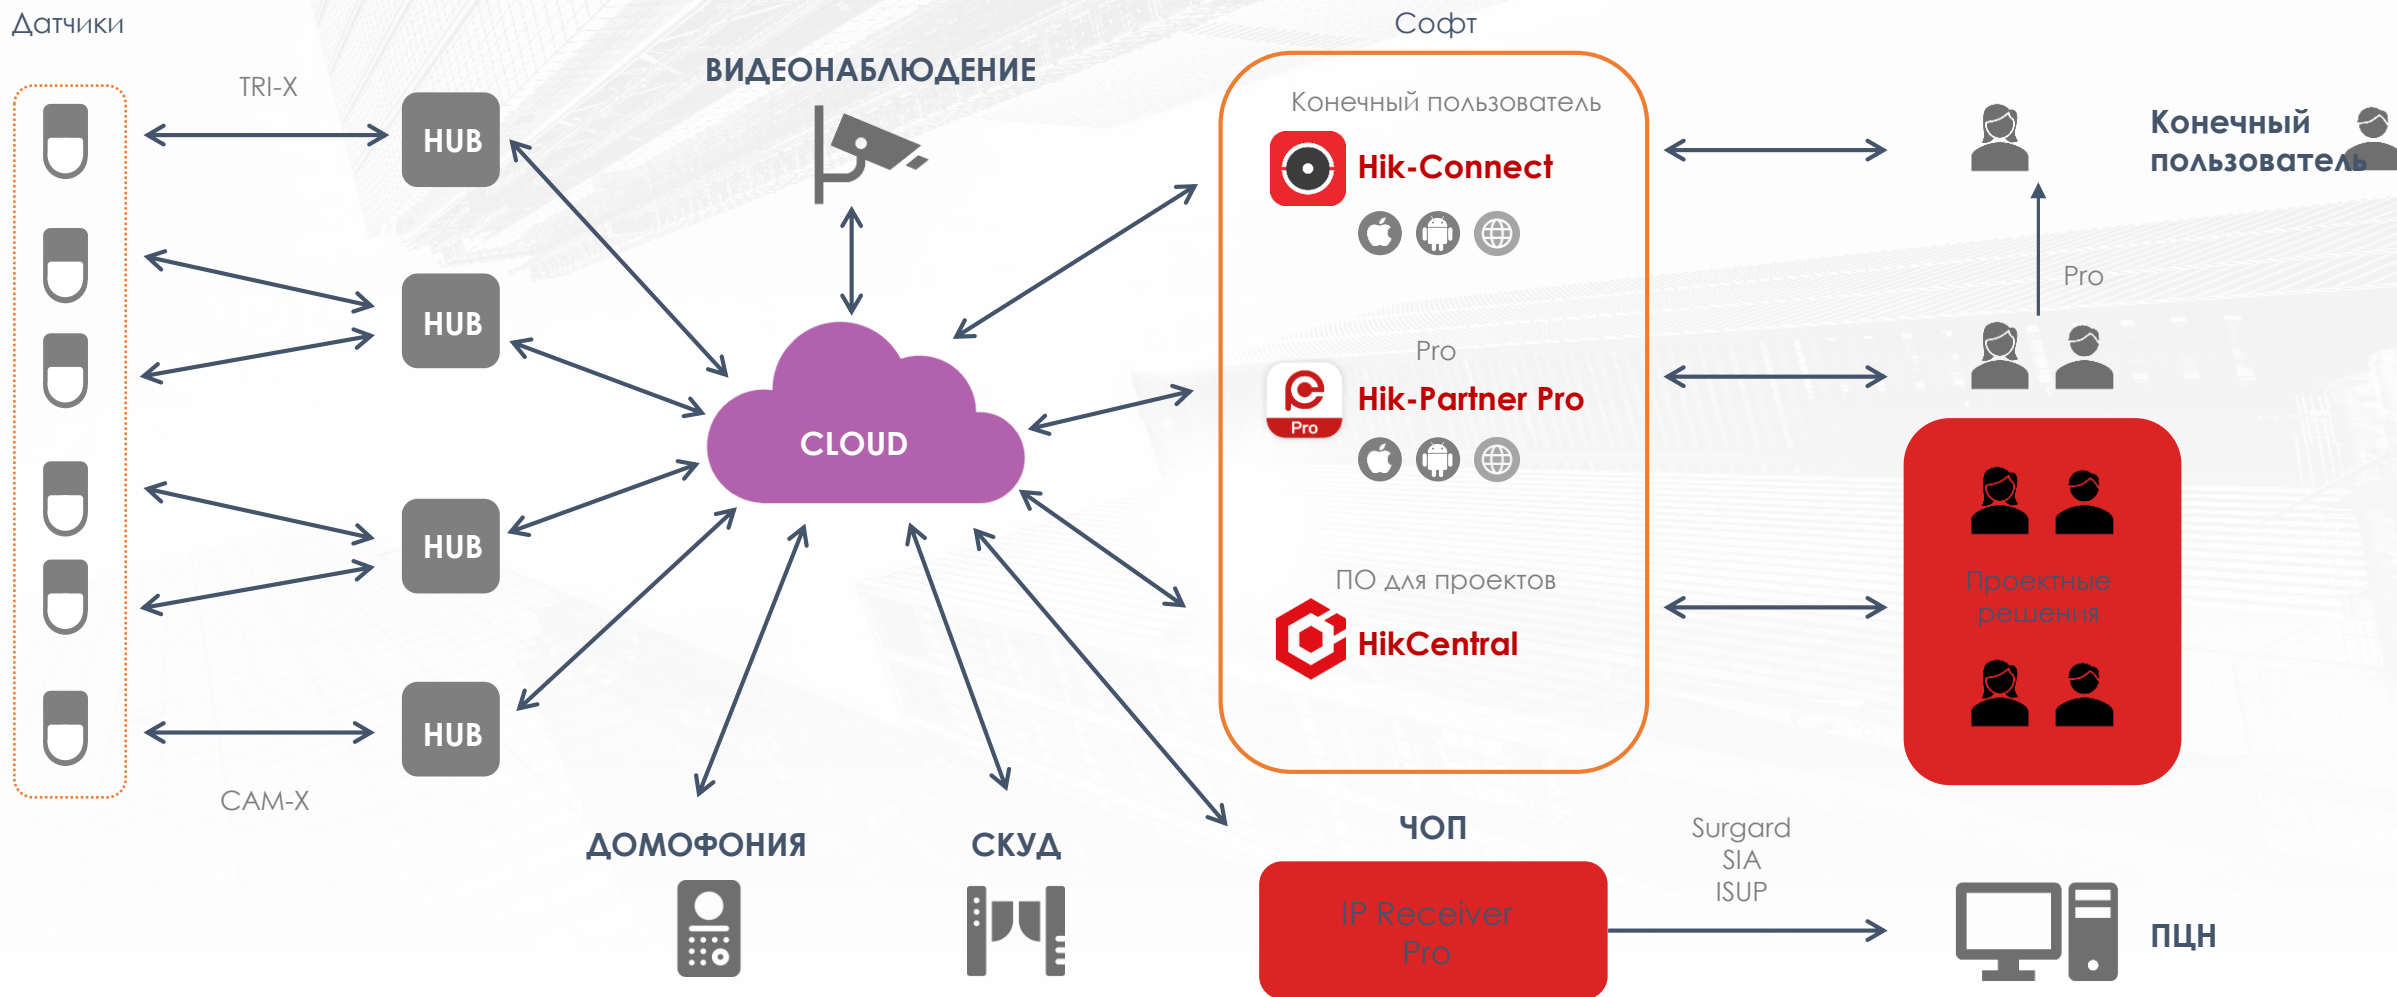 Датчики
TRI-X
HUB
HUB
HUB
HUB
CAM-X
ВИДЕОНАБЛЮДЕНИЕ
CLOUD
ДОМОФОНИЯ
СКУД
Софт
Конечный пользователь
Hik-Connect
Pro
Hik-Partner Pro
Pro
ПО для проектов
HikCentral
ЧОП
IP Receiver
Pro
Surgard
SIA
ISUP
Конечный
пользователь
Pro
Проектные
решения
ПЦН